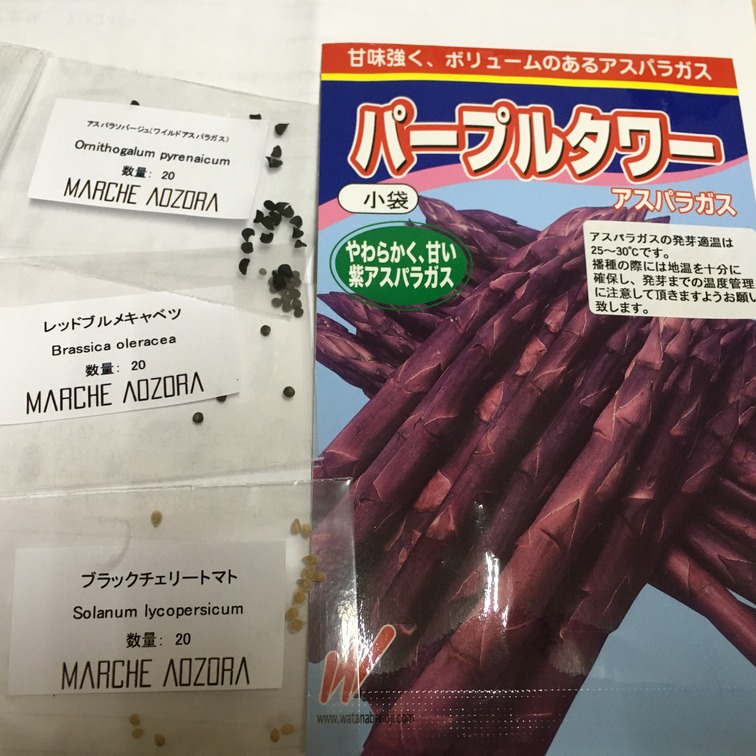 アスパラソバージュ(ワイルドアスパラガス)
Ornithogalum pyrenaicum
数量: 20
MARCHE AOZORA
レッドブルメキャベツ
Brassica oleracea
数量: 20
MARCHE AOZORA
ブラックチェリートマト
Solanum lycopersicum
数量: 20
MARCHE AOZORA
甘味強く、ボリュームのあるアスパラガス
パープルタワー
小袋
アスパラガス
やわらかく、甘い
紫アスパラガス
アスパラガスの発芽適温は
25～30℃です。
播種の際には地温を十分に
確保し、発芽までの温度管理
に注意して頂きますようお願い
致します。
W